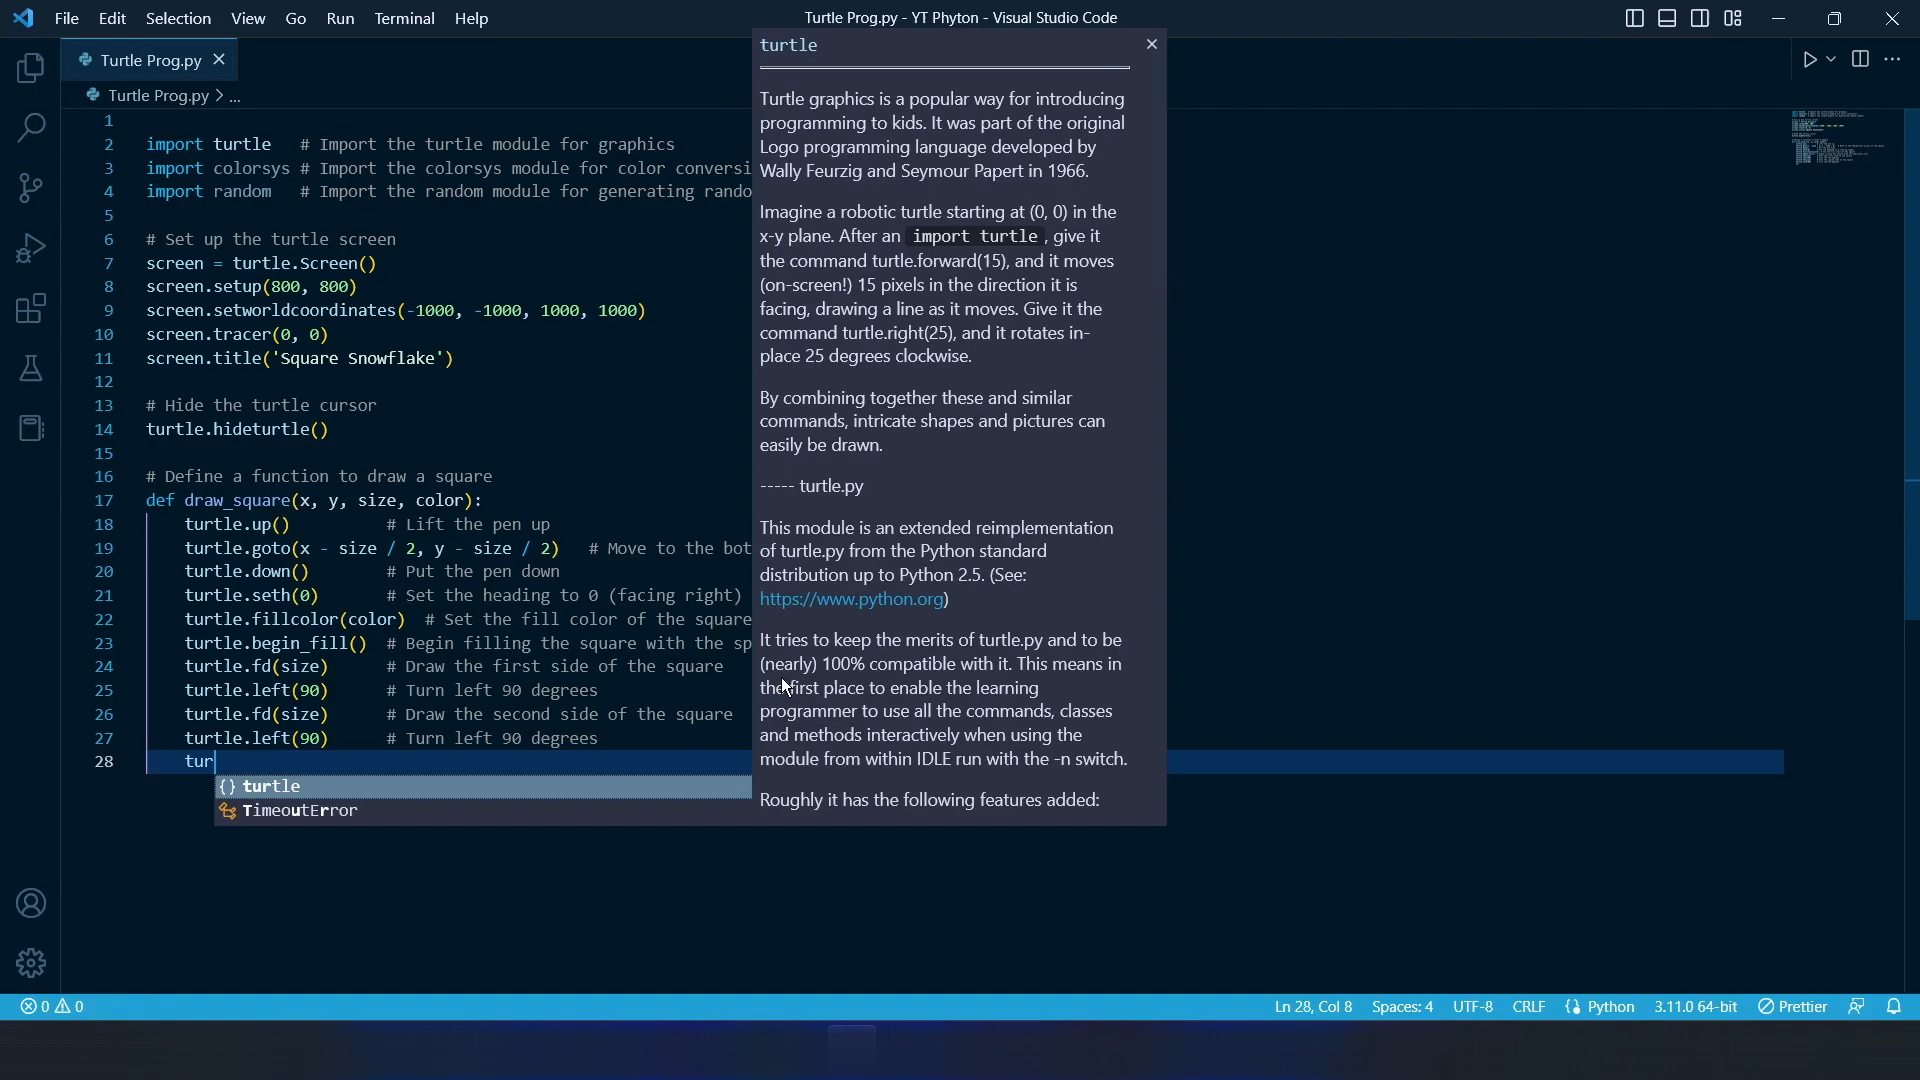 File Edit Selection View Go Run Terminal Help
Turtle Prog.py - YT Phyton - Visual Studio Code
Turtle Prog.py
Turtle Prog.py > ...
1
2 import turtle # Import the turtle module for graphics
3 import colorsys # Import the colorsys module for color conversi
4 import random # Import the random module for generating rando
5
6 # Set up the turtle screen
7 screen = turtle.Screen()
8 screen.setup(800, 800)
9 screen.setworldcoordinates(-1000, -1000, 1000, 1000)
10 screen.tracer(0, 0)
11 screen.title('Square Snowflake')
12
13 # Hide the turtle cursor
14 turtle.hideturtle()
15
16 # Define a function to draw a square
17 def draw_square(x, y, size, color):
18 turtle.up() # Lift the pen up
19 turtle.goto(x - size / 2, y - size / 2) # Move to the bot
20 turtle.down() # Put the pen down
21 turtle.seth(0) # Set the heading to 0 (facing right)
22 turtle.fillcolor(color) # Set the fill color of the square
23 turtle.begin_fill() # Begin filling the square with the sp
24 turtle.fd(size) # Draw the first side of the square
25 turtle.left(90) # Turn left 90 degrees
26 turtle.fd(size) # Draw the second side of the square
27 turtle.left(90) # Turn left 90 degrees
28 tur
{} turtle
TimeoutError
turtle
Turtle graphics is a popular way for introducing
programming to kids. It was part of the original
Logo programming language developed by
Wally Feurzig and Seymour Papert in 1966.
Imagine a robotic turtle starting at (0, 0) in the
x-y plane. After an import turtle, give it
the command turtle.forward(15), and it moves
(on-screen!) 15 pixels in the direction it is
facing, drawing a line as it moves. Give it the
command turtle.right(25), and it rotates in-
place 25 degrees clockwise.
By combining together these and similar
commands, intricate shapes and pictures can
easily be drawn.
----- turtle.py
This module is an extended reimplementation
of turtle.py from the Python standard
distribution up to Python 2.5. (See:
https://www.python.org)
It tries to keep the merits of turtle.py and to be
(nearly) 100% compatible with it. This means in
the first place to enable the learning
programmer to use all the commands, classes
and methods interactively when using the
module from within IDLE run with the -n switch.
Roughly it has the following features added:
0 0
Ln 28, Col 8 Spaces: 4 UTF-8 CRLF {} Python 3.11.0 64-bit Prettier